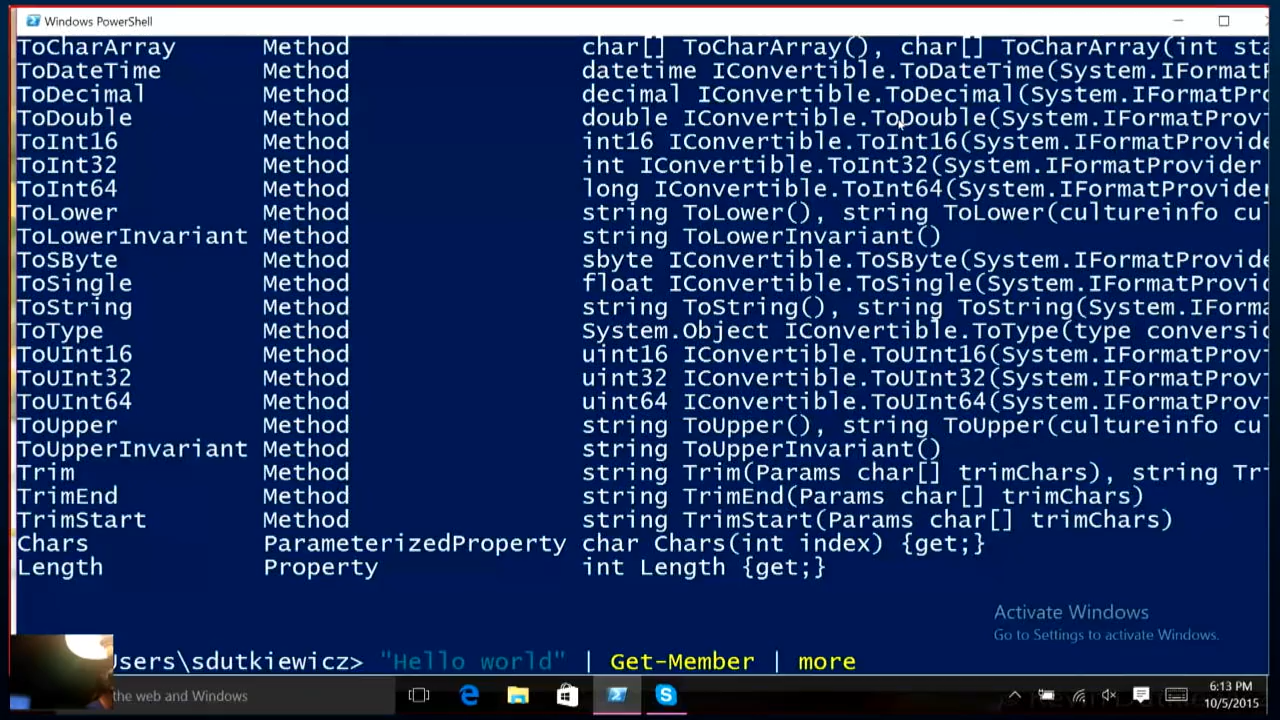 Windows PowerShell
ToCharArray Method char[] ToCharArray(), char[] ToCharArray(int sta
ToDateTime Method datetime IConvertible.ToDateTime(System.IFormatP
ToDecimal Method decimal IConvertible.ToDecimal(System.IFormatPro
ToDouble Method double IConvertible.ToDouble(System.IFormatProvi
ToInt16 Method int16 IConvertible.ToInt16(System.IFormatProvide
ToInt32 Method int IConvertible.ToInt32(System.IFormatProvider
ToInt64 Method long IConvertible.ToInt64(System.IFormatProvider
ToLower Method string ToLower(), string ToLower(cultureinfo cul
ToLowerInvariant Method string ToLowerInvariant()
ToSByte Method sbyte IConvertible.ToSByte(System.IFormatProvide
ToSingle Method float IConvertible.ToSingle(System.IFormatProvid
ToString Method string ToString(), string ToString(System.IForma
ToType Method System.Object IConvertible.ToType(type conversio
ToUInt16 Method uint16 IConvertible.ToUInt16(System.IFormatProvi
ToUInt32 Method uint32 IConvertible.ToUInt32(System.IFormatProvi
ToUInt64 Method uint64 IConvertible.ToUInt64(System.IFormatProvi
ToUpper Method string ToUpper(), string ToUpper(cultureinfo cul
ToUpperInvariant Method string ToUpperInvariant()
Trim Method string Trim(Params char[] trimChars), string Tri
TrimEnd Method string TrimEnd(Params char[] trimChars)
TrimStart Method string TrimStart(Params char[] trimChars)
Chars ParameterizedProperty char Chars(int index) {get;}
Length Property int Length {get;}
Activate Windows
Go to Settings to activate Windows.
Users\sdutkiewicz> "Hello world" | Get-Member | more
the web and Windows
6:13 PM
10/5/2015